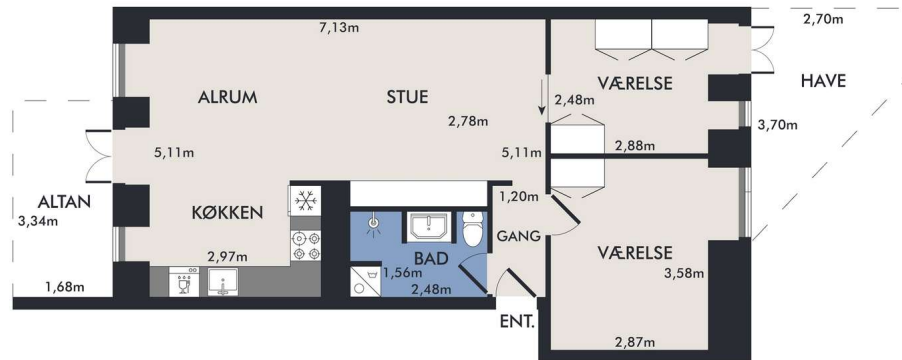 7,13m
2,70m
ALRUM
STUE
VÆRELSE
HAVE
2,48m
2,78m
3,70m
5,11m
5,11m
2,88m
ALTAN
3,34m
KØKKEN
1,20m
GANG
VÆRELSE
2,97m
BAD
1,56m
3,58m
1,68m
2,48m
ENT.
2,87m